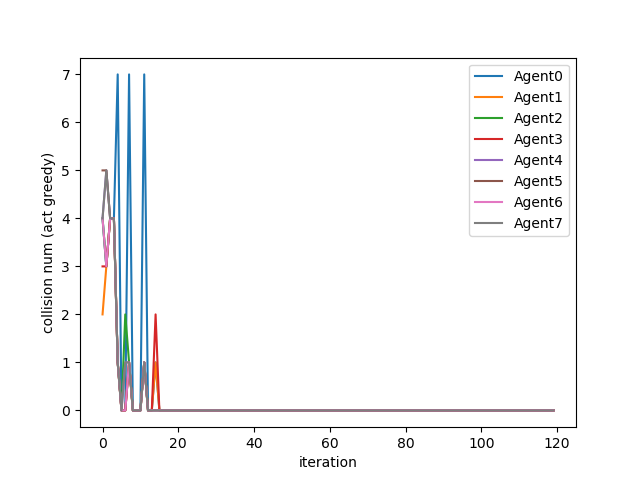 collision num (act greedy)
7
6
5
4
3
2
1
0
0 20 40 60 80 100 120
iteration
Agent0
Agent1
Agent2
Agent3
Agent4
Agent5
Agent6
Agent7